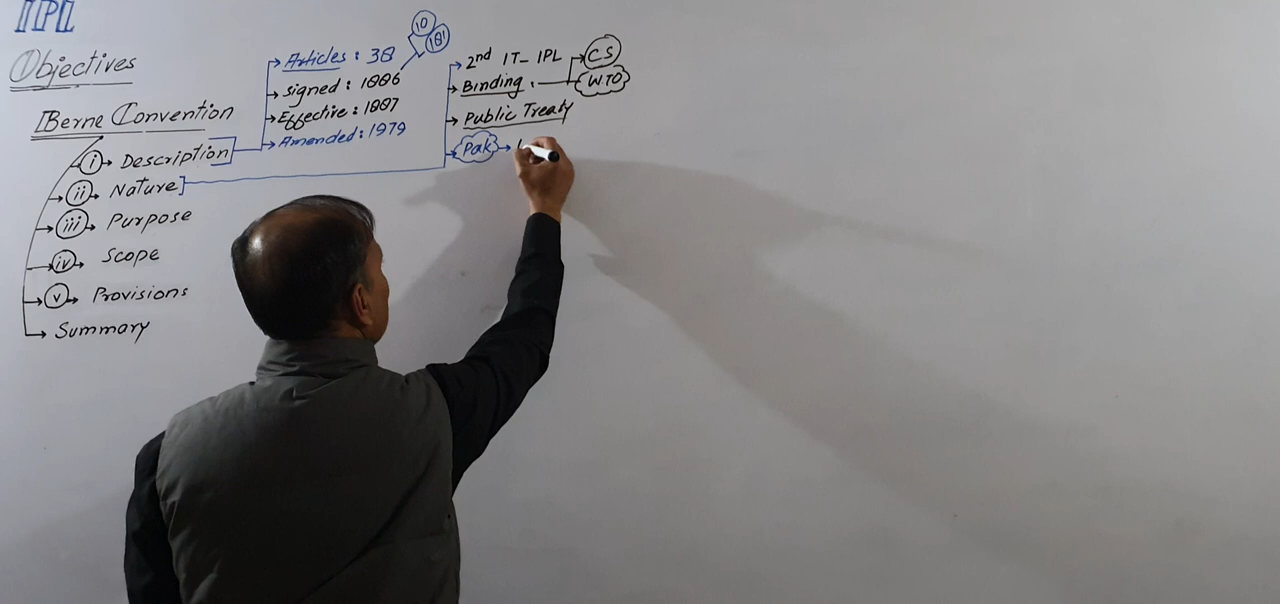 IPL
Objectives
Berne Convention
i Description
ii Nature
iii Purpose
iv Scope
v Provisions
Summary
Articles: 38
Signed: 1886
10
181
Effective: 1887
Amended: 1979
2nd IT- IPL
Binding
CS
WTO
Public Treaty
Pak